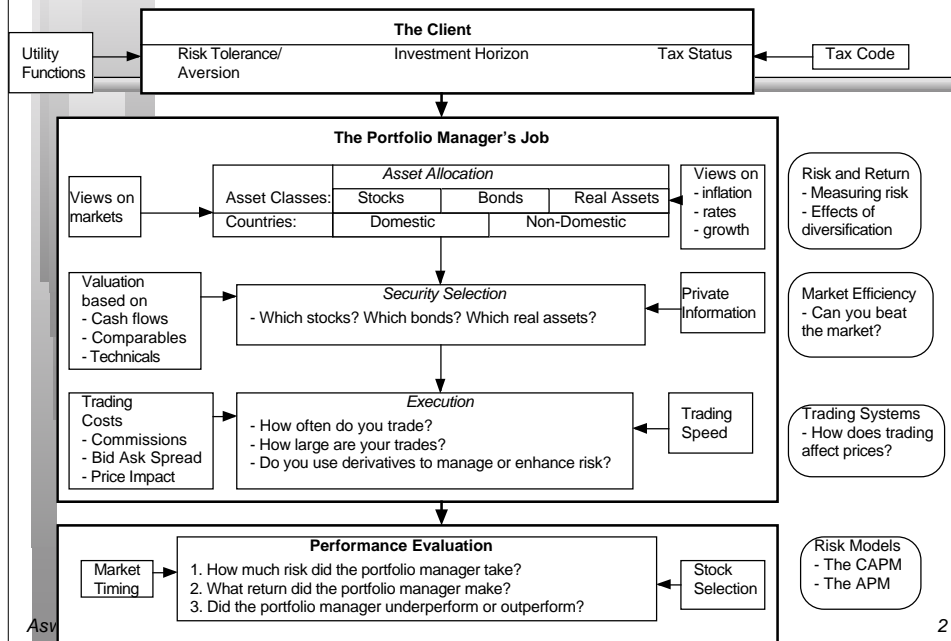 The Client
Utility
Functions
Risk Tolerance/
Aversion
Investment Horizon
Tax Status
Tax Code
The Portfolio Manager's Job
Views on
markets
Asset Allocation
Asset Classes: Stocks Bonds Real Assets
Countries: Domestic Non-Domestic
Views on
- inflation
- rates
- growth
Risk and Return
- Measuring risk
- Effects of
diversification
Valuation
based on
- Cash flows
- Comparables
- Technicals
Security Selection
- Which stocks? Which bonds? Which real assets?
Private
Information
Market Efficiency
- Can you beat
the market?
Trading
Costs
- Commissions
- Bid Ask Spread
- Price Impact
Execution
- How often do you trade?
- How large are your trades?
- Do you use derivatives to manage or enhance risk?
Trading
Speed
Trading Systems
- How does trading
affect prices?
Performance Evaluation
Market
Timing
1. How much risk did the portfolio manager take?
2. What return did the portfolio manager make?
3. Did the portfolio manager underperform or outperform?
Stock
Selection
Risk Models
- The CAPM
- The APM
2